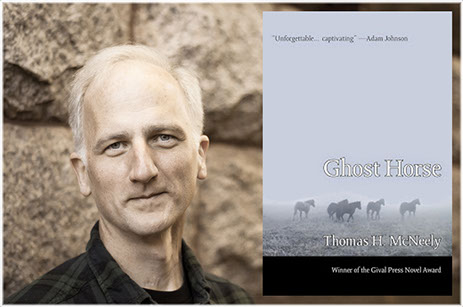 "Unforgettable... captivating" —Adam Johnson
Ghost Horse
Thomas H. McNeely
Winner of the Gival Press Novel Award